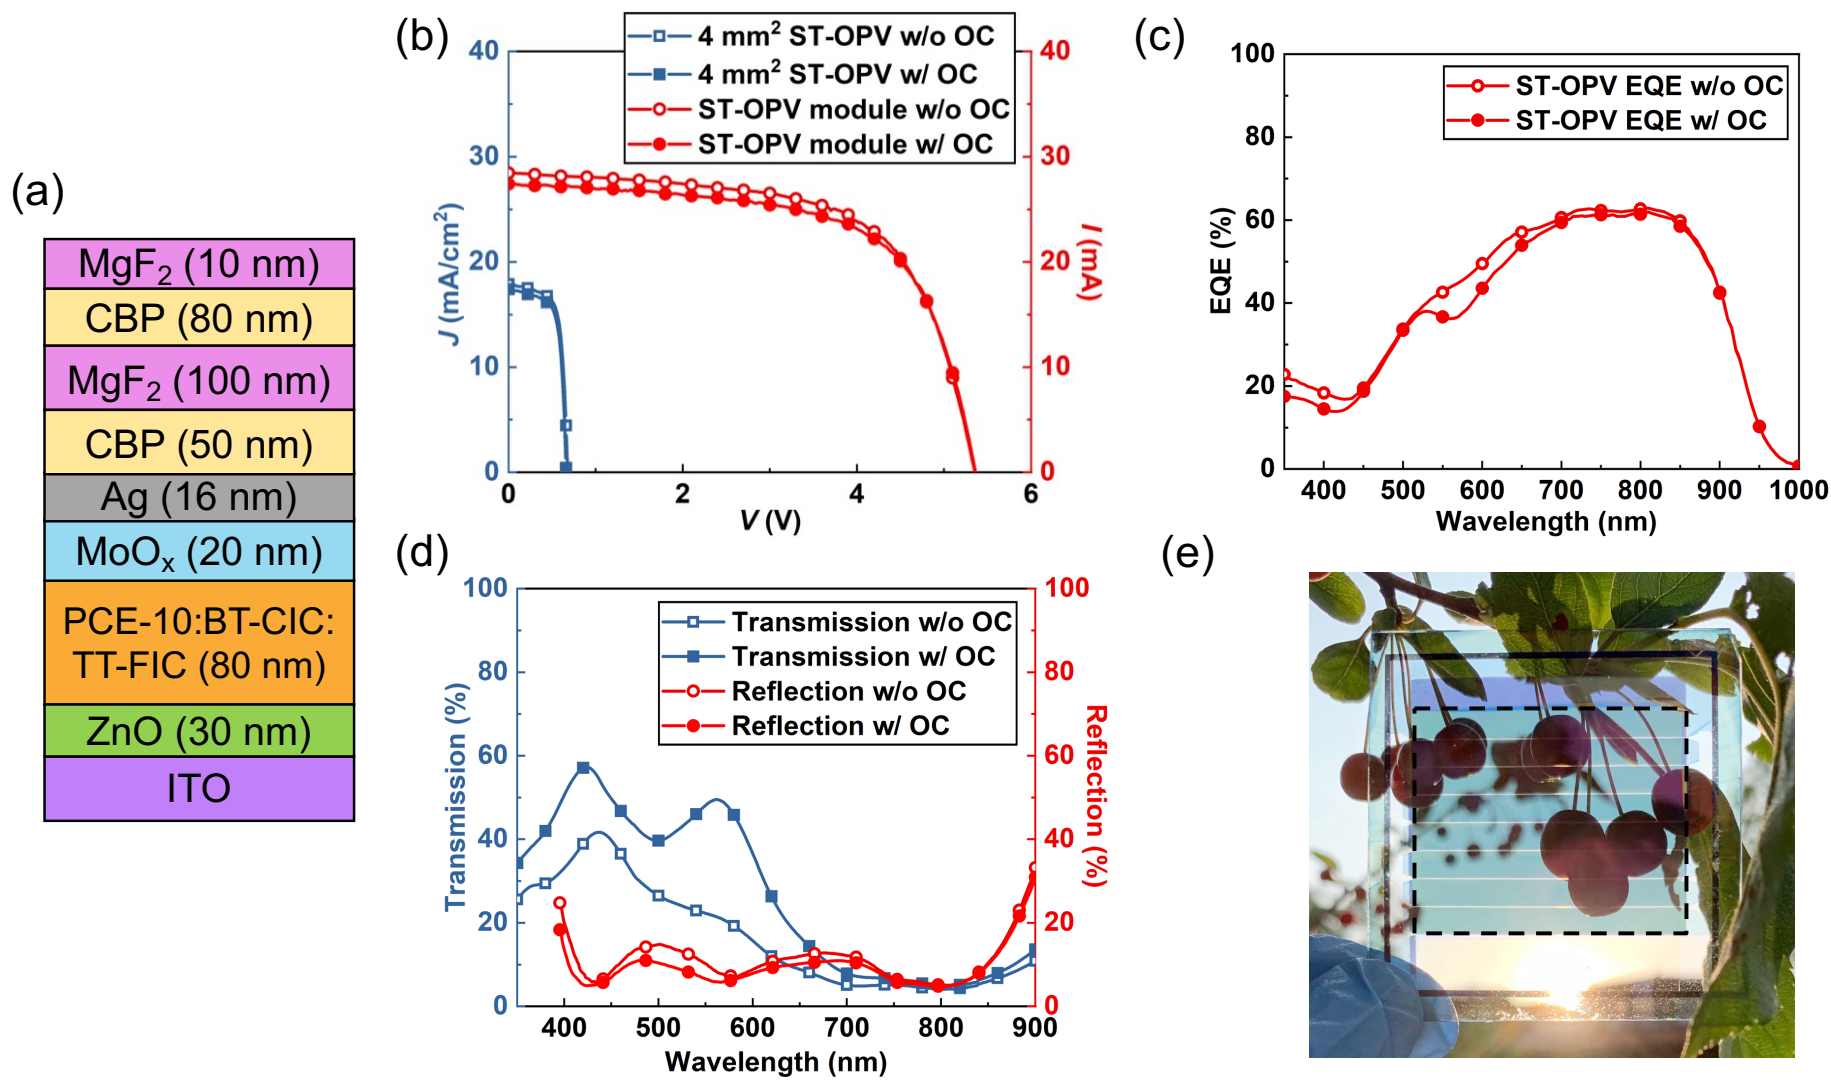 (a)
MgF₂ (10 nm)
CBP (80 nm)
MgF₂ (100 nm)
CBP (50 nm)
Ag (16 nm)
MoOₓ (20 nm)
PCE-10:BT-CIC:
TT-FIC (80 nm)
ZnO (30 nm)
ITO
(b)
4 mm² ST-OPV w/o OC
4 mm² ST-OPV w/ OC
ST-OPV module w/o OC
ST-OPV module w/ OC
40
30
20
10
0
J (mA/cm²)
40
30
20
10
0
I (mA)
0 2 4 6
V (V)
(c)
ST-OPV EQE w/o OC
ST-OPV EQE w/ OC
100
80
60
40
20
0
EQE (%)
400 500 600 700 800 900 1000
Wavelength (nm)
(d)
Transmission w/o OC
Transmission w/ OC
Reflection w/o OC
Reflection w/ OC
100
80
60
40
20
0
Transmission (%)
100
80
60
40
20
0
Reflection (%)
400 500 600 700 800 900
Wavelength (nm)
(e)